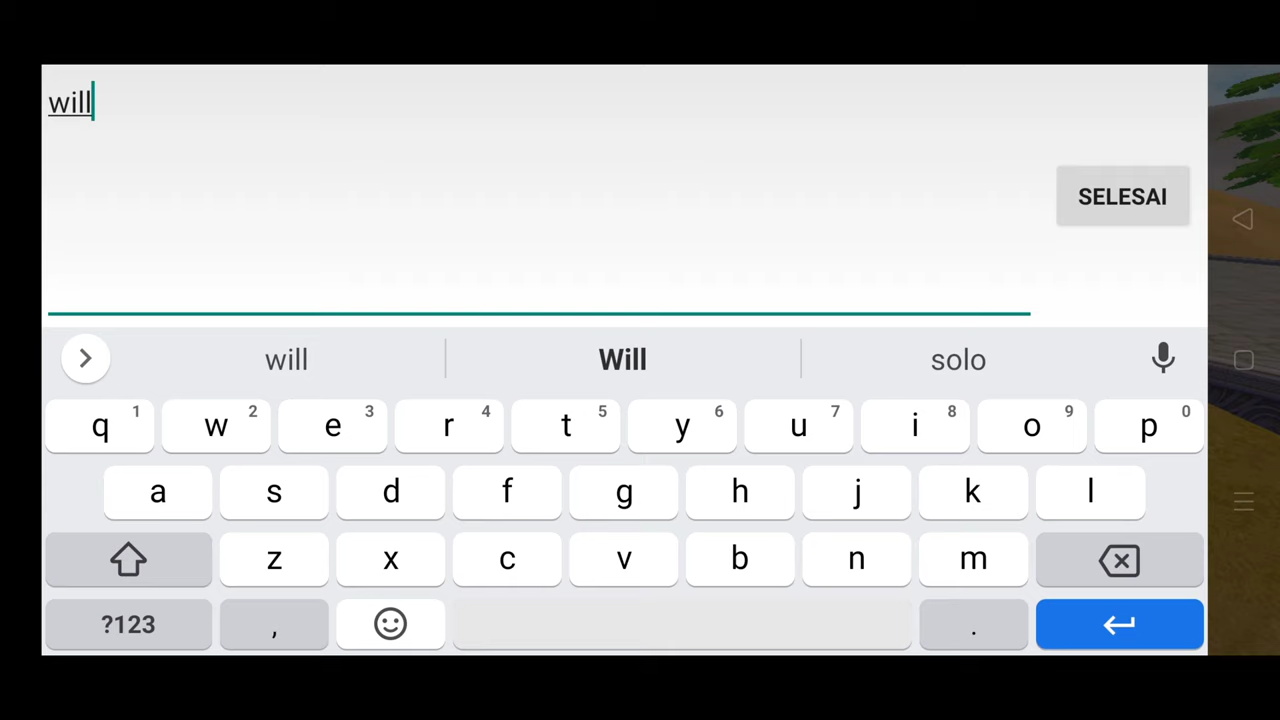 will
SELESAI
will Will solo
q 1 w 2 e 3 r 4 t 5 y 6 u 7 i 8 o 9 p 0
a s d f g h j k l
z x c v b n m
?123 , .